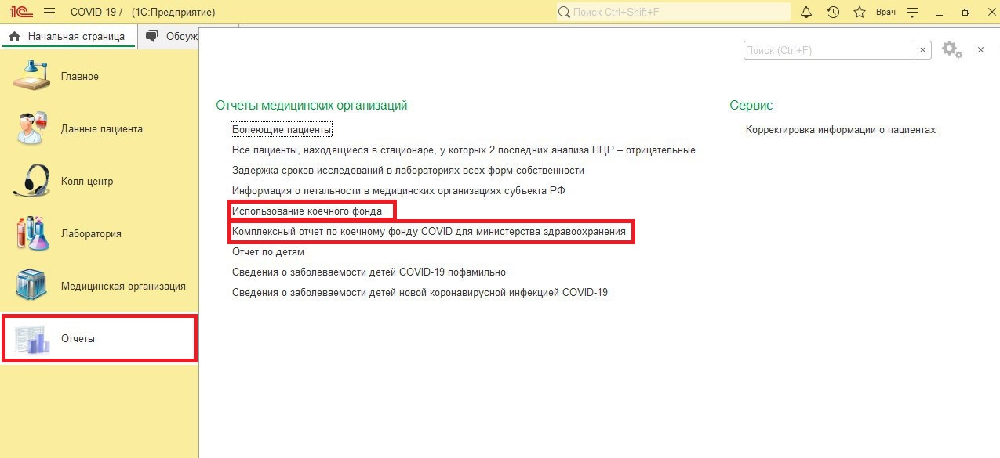 1С COVID-19 / (1С:Предприятие) Поиск Ctrl+Shift+F Врач
Начальная страница Обсуж
Поиск (Ctrl+F)
Главное
Данные пациента
Колл-центр
Лаборатория
Медицинская организация
Отчеты
Отчеты медицинских организаций
Болеющие пациенты
Все пациенты, находящиеся в стационаре, у которых 2 последних анализа ПЦР – отрицательные
Задержка сроков исследований в лабораториях всех форм собственности
Информация о летальности в медицинских организациях субъекта РФ
Использование коечного фонда
Комплексный отчет по коечному фонду COVID для министерства здравоохранения
Отчет по детям
Сведения о заболеваемости детей COVID-19 пофамильно
Сведения о заболеваемости детей новой коронавирусной инфекцией COVID-19
Сервис
Корректировка информации о пациентах